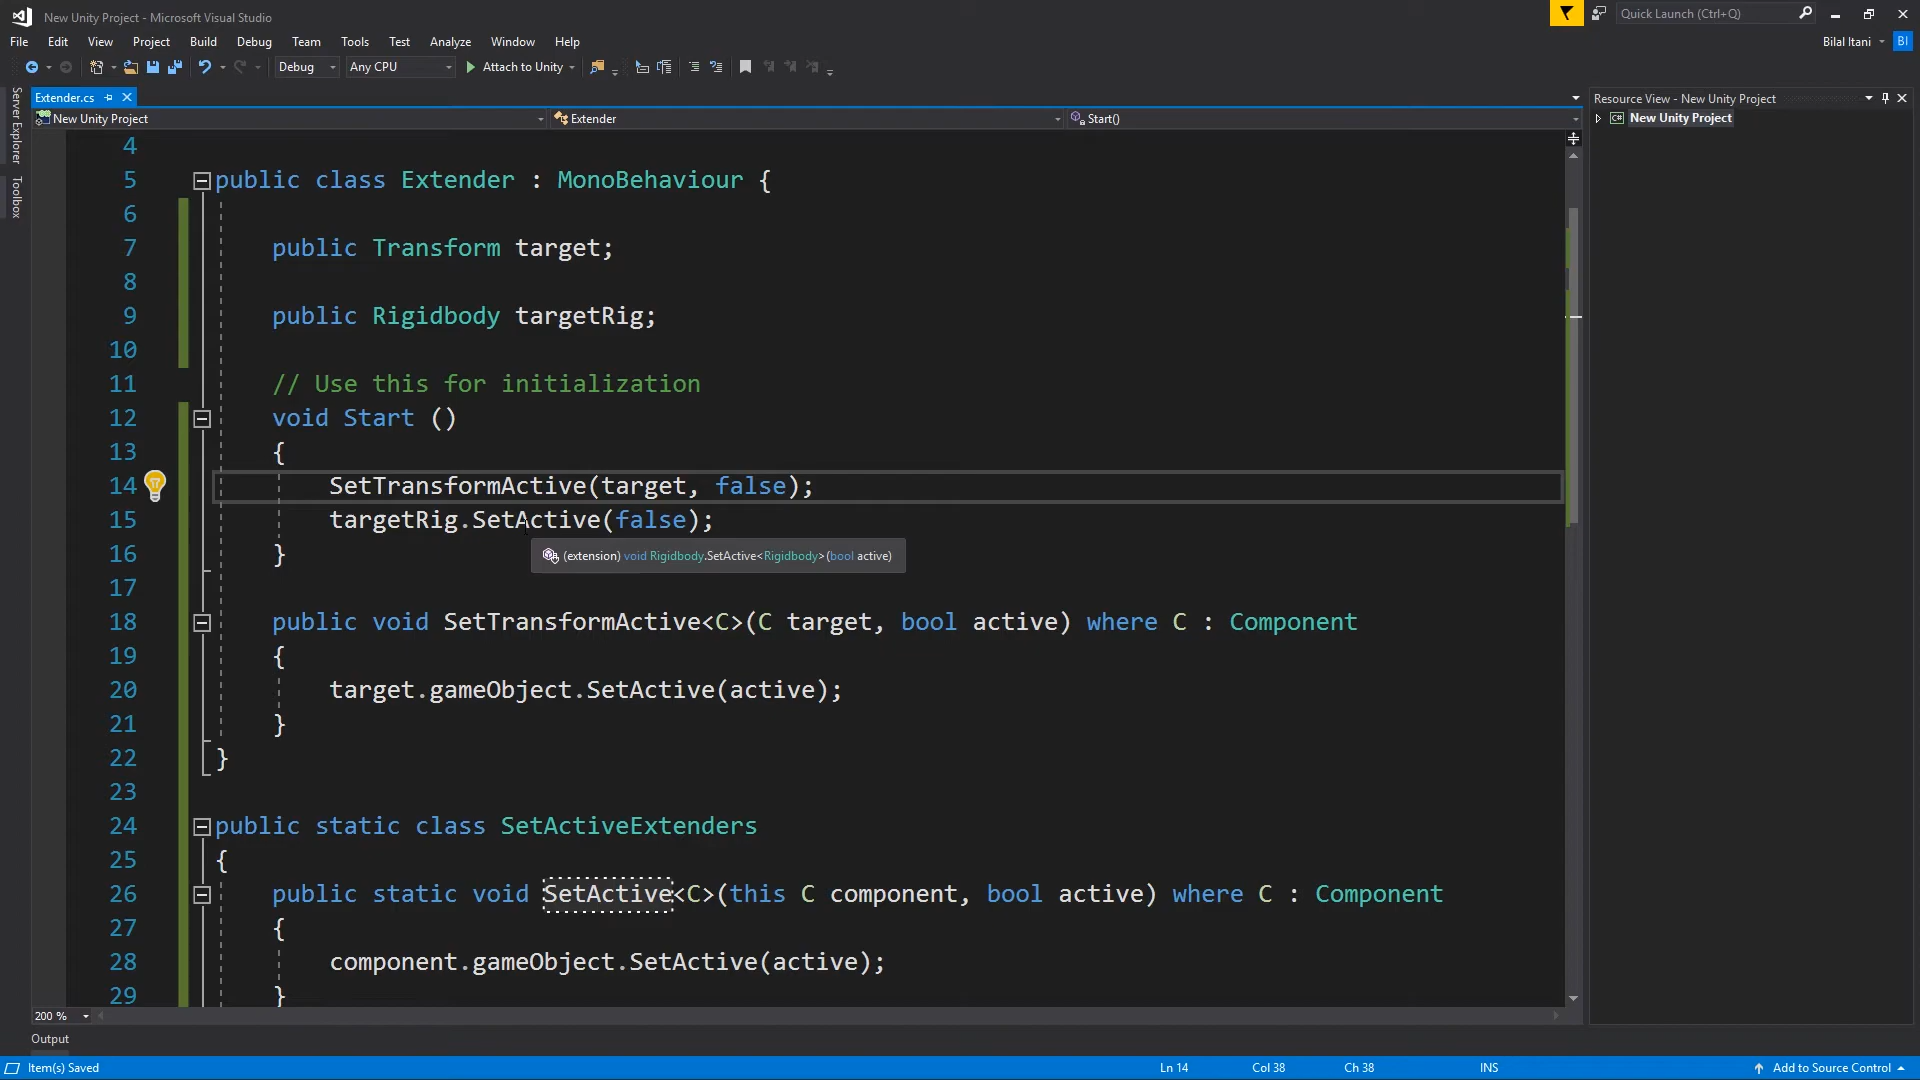 New Unity Project - Microsoft Visual Studio
Quick Launch (Ctrl+Q)
File Edit View Project Build Debug Team Tools Test Analyze Window Help
Bilal Itani BI
Debug Any CPU Attach to Unity
Server Explorer
Toolbox
Extender.cs
New Unity Project Extender Start()
Resource View - New Unity Project
C# New Unity Project
4
5 public class Extender : MonoBehaviour {
6
7 public Transform target;
8
9 public Rigidbody targetRig;
10
11 // Use this for initialization
12 void Start ()
13 {
14 SetTransformActive(target, false);
15 targetRig.SetActive(false);
(extension) void Rigidbody.SetActive<Rigidbody>(bool active)
16 }
17
18 public void SetTransformActive<C>(C target, bool active) where C : Component
19 {
20 target.gameObject.SetActive(active);
21 }
22 }
23
24 public static class SetActiveExtenders
25 {
26 public static void SetActive<C>(this C component, bool active) where C : Component
27 {
28 component.gameObject.SetActive(active);
29 }
200 %
Output
Item(s) Saved Ln 14 Col 38 Ch 38 INS Add to Source Control